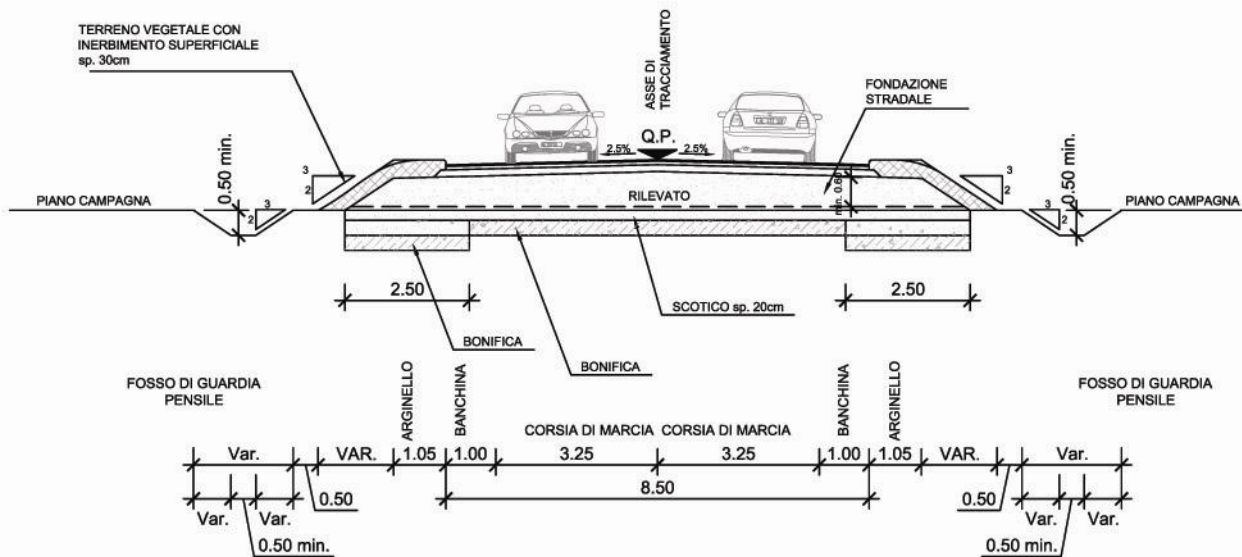 TERRENO VEGETALE CON
INERBIMENTO SUPERFICIALE
sp. 30cm
ASSE DI
TRACCIAMENTO
FONDAZIONE
STRADALE
Q.P.
2.5%
2.5%
0.50 min.
3
2
3
2
PIANO CAMPAGNA
RILEVATO
min. 0.60
3
2
3
2
0.50 min.
PIANO CAMPAGNA
2.50
2.50
SCOTICO sp. 20cm
BONIFICA
BONIFICA
FOSSO DI GUARDIA
PENSILE
ARGINELLO
BANCHINA
CORSIA DI MARCIA
CORSIA DI MARCIA
BANCHINA
ARGINELLO
FOSSO DI GUARDIA
PENSILE
Var.
VAR.
1.05
1.00
3.25
3.25
1.00
1.05
VAR.
Var.
0.50
8.50
0.50
Var.
Var.
Var.
Var.
0.50 min.
0.50 min.